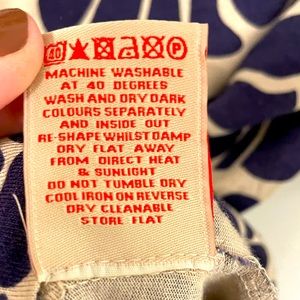 40 P
MACHINE WASHABLE
AT 40 DEGREES
WASH AND DRY DARK
COLOURS SEPARATELY
AND INSIDE OUT
RE-SHAPE WHILST DAMP
DRY FLAT AWAY
FROM DIRECT HEAT
& SUNLIGHT
DO NOT TUMBLE DRY
COOL IRON ON REVERSE
DRY CLEANABLE
STORE FLAT